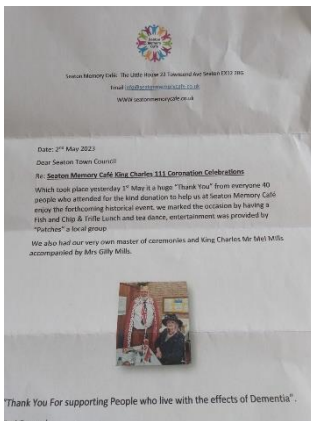 Seaton
Memory
Café
Seaton Memory Café The Little House 22 Townsend Ave Seaton EX12
Email info@seatonmemorycafe.co.uk
WWW seatonmemorycafe.co.uk
Date: 2nd May 2023
Dear Seaton Town Council
Re: Seaton Memory Café King Charles 111 Coronation Celebrations
Which took place yesterday 1st May it a huge "Thank You" from everyone 40
people who attended for the kind donation to help us at Seaton Memory Café
enjoy the forthcoming historical event, we marked the occasion by having a
Fish and Chip & Trifle Lunch and tea dance, entertainment was provided by
"Patches" a local group
We also had our very own master of ceremonies and King Charles Mr Mel Mills
accompanied by Mrs Gilly Mills.
"Thank You For supporting People who live with the effects of Dementia".